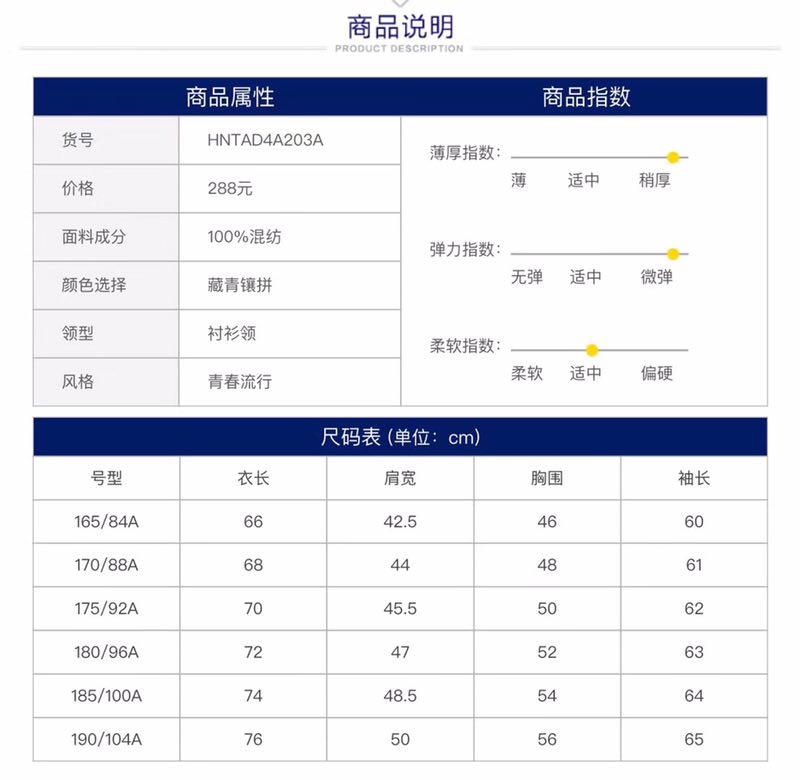 商品说明
PRODUCT DESCRIPTION
商品属性 商品指数
货号 HNTAD4A203A
价格 288元
面料成分 100%混纺
颜色选择 藏青镶拼
领型 衬衫领
风格 青春流行
薄厚指数：
薄 适中 稍厚
弹力指数：
无弹 适中 微弹
柔软指数：
柔软 适中 偏硬
尺码表 (单位：cm)
号型 衣长 肩宽 胸围 袖长
165/84A 66 42.5 46 60
170/88A 68 44 48 61
175/92A 70 45.5 50 62
180/96A 72 47 52 63
185/100A 74 48.5 54 64
190/104A 76 50 56 65